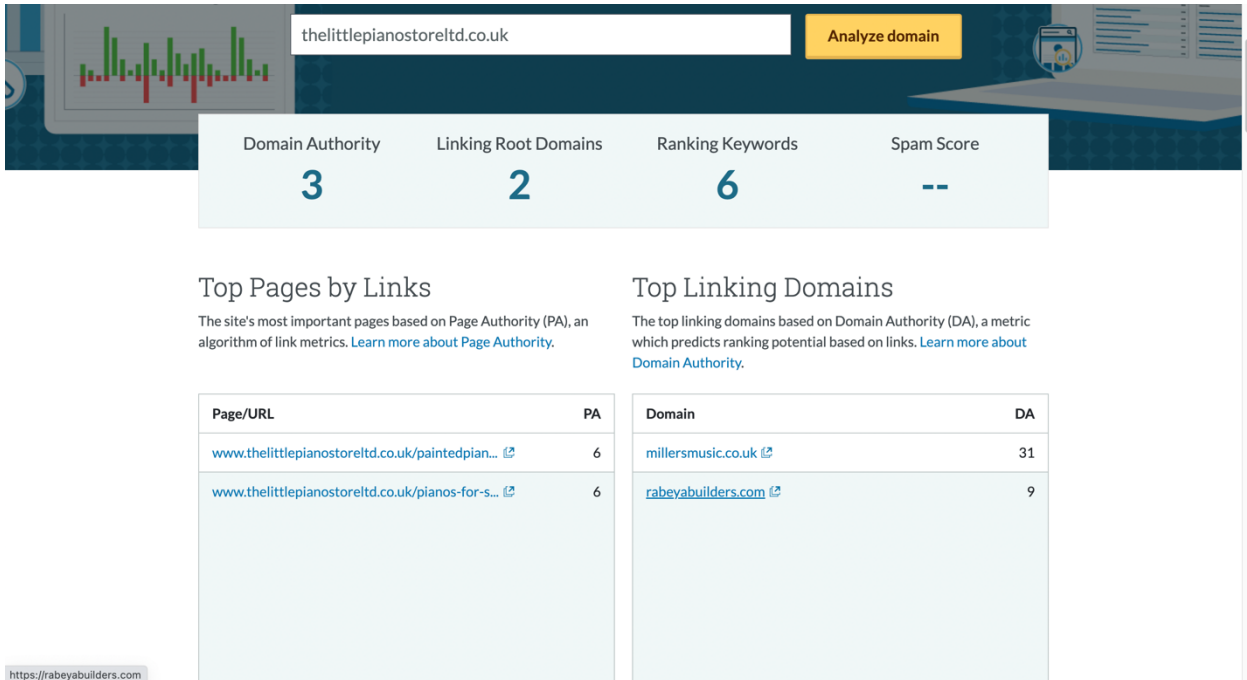 thelittlepianostoreltd.co.uk
Analyze domain
Domain Authority
3
Linking Root Domains
2
Ranking Keywords
6
Spam Score
--
Top Pages by Links
The site's most important pages based on Page Authority (PA), an
algorithm of link metrics. Learn more about Page Authority.
Page/URL PA
www.thelittlepianostoreltd.co.uk/paintedpian... 6
www.thelittlepianostoreltd.co.uk/pianos-for-s... 6
Top Linking Domains
The top linking domains based on Domain Authority (DA), a metric
which predicts ranking potential based on links. Learn more about
Domain Authority.
Domain DA
millersmusic.co.uk 31
rabeyabuilders.com 9
https://rabeyabuilders.com